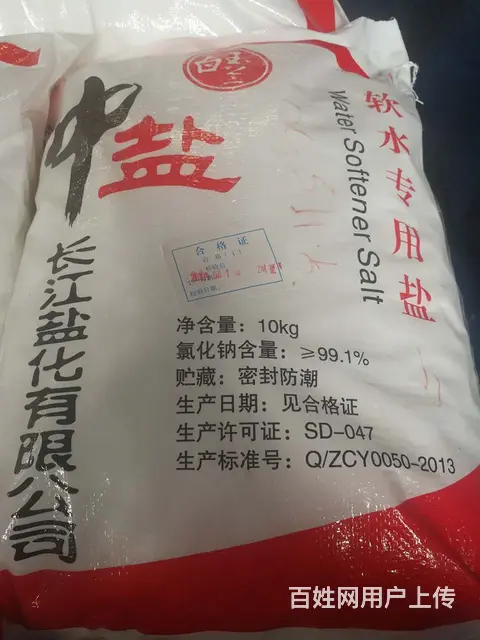 中盐
长江盐化有限公司
软水专用盐
Water Softener Salt
合格证
净含量：10kg
氯化钠含量：≥99.1%
贮藏：密封防潮
生产日期：见合格证
生产许可证：SD-047
生产标准号：Q/ZCY0050-2013
百姓网用户上传